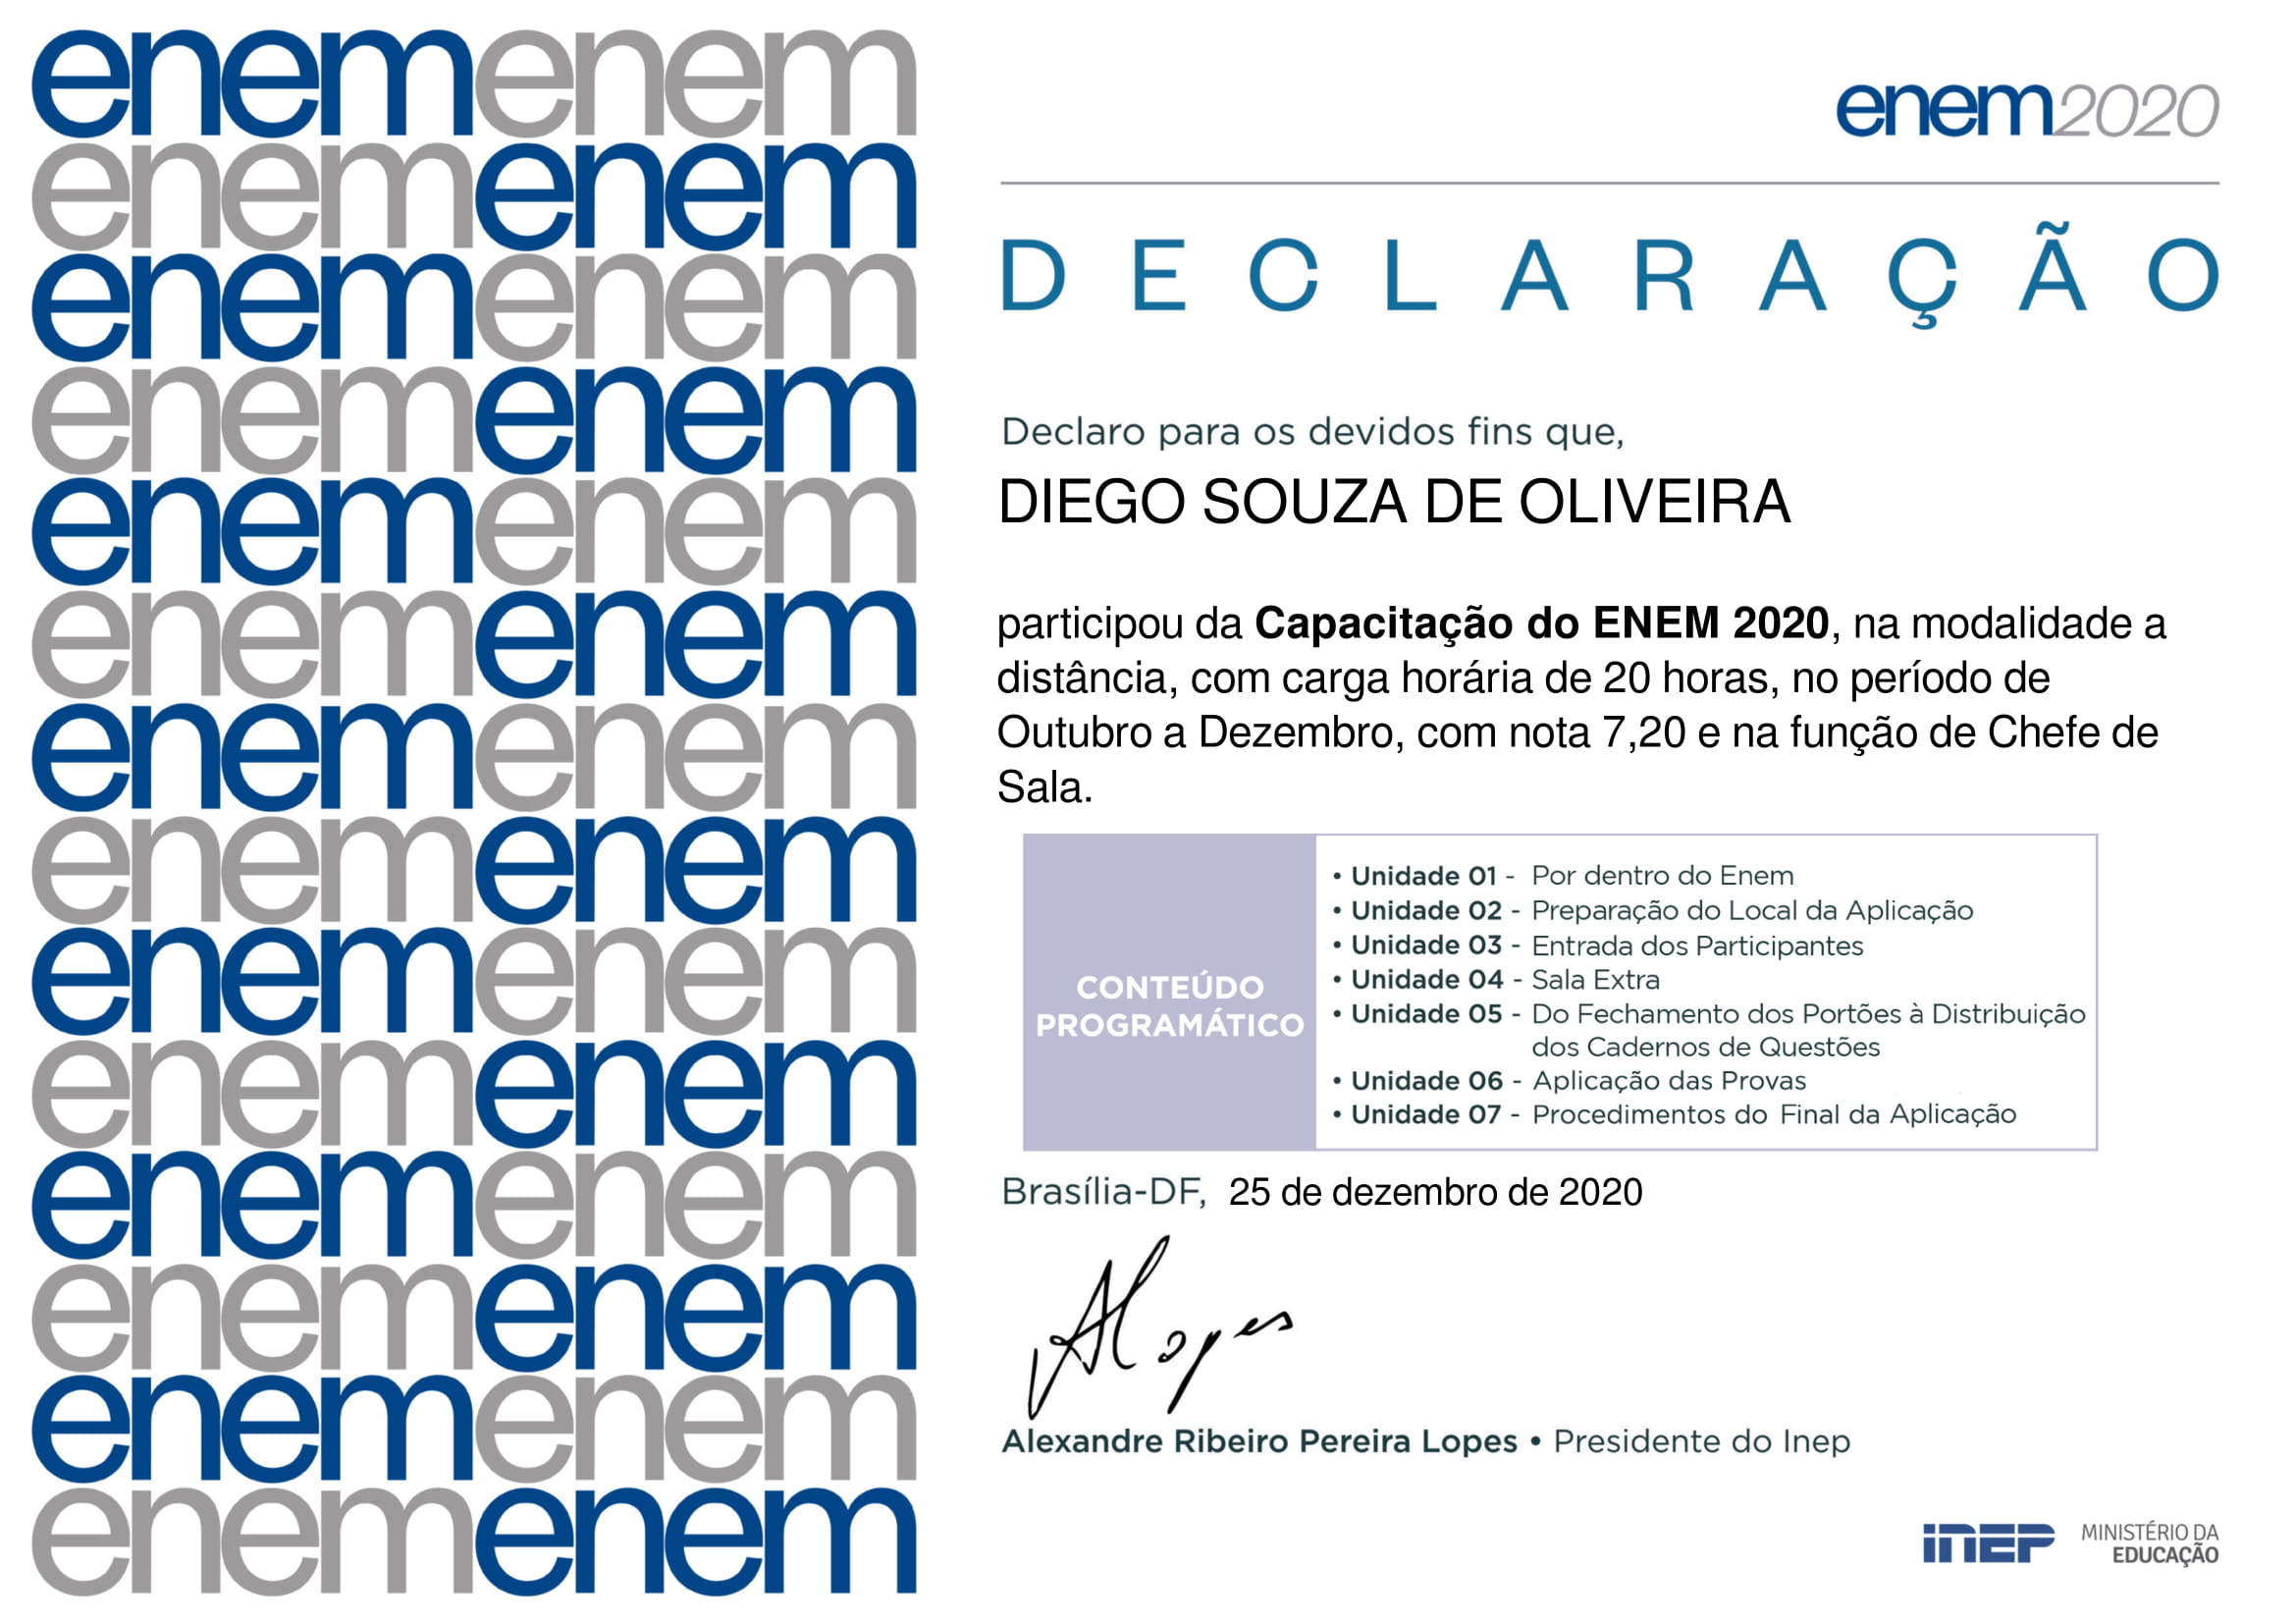 enemenem
enemenem
enemenem
enemenem
enemenem
enemenem
enemenem
enemenem
enemenem
enemenem
enemenem
enemenem
enemenem
enemenem
enem2020
DECLARAÇÃO
Declaro para os devidos fins que,
DIEGO SOUZA DE OLIVEIRA
participou da Capacitação do ENEM 2020, na modalidade a
distância, com carga horária de 20 horas, no período de
Outubro a Dezembro, com nota 7,20 e na função de Chefe de
Sala.
CONTEÚDO
PROGRAMÁTICO
• Unidade 01 - Por dentro do Enem
• Unidade 02 - Preparação do Local da Aplicação
• Unidade 03 - Entrada dos Participantes
• Unidade 04 - Sala Extra
• Unidade 05 - Do Fechamento dos Portões à Distribuição
dos Cadernos de Questões
• Unidade 06 - Aplicação das Provas
• Unidade 07 - Procedimentos do Final da Aplicação
Brasília-DF, 25 de dezembro de 2020
ALopes
Alexandre Ribeiro Pereira Lopes • Presidente do Inep
inep
MINISTÉRIO DA
EDUCAÇÃO